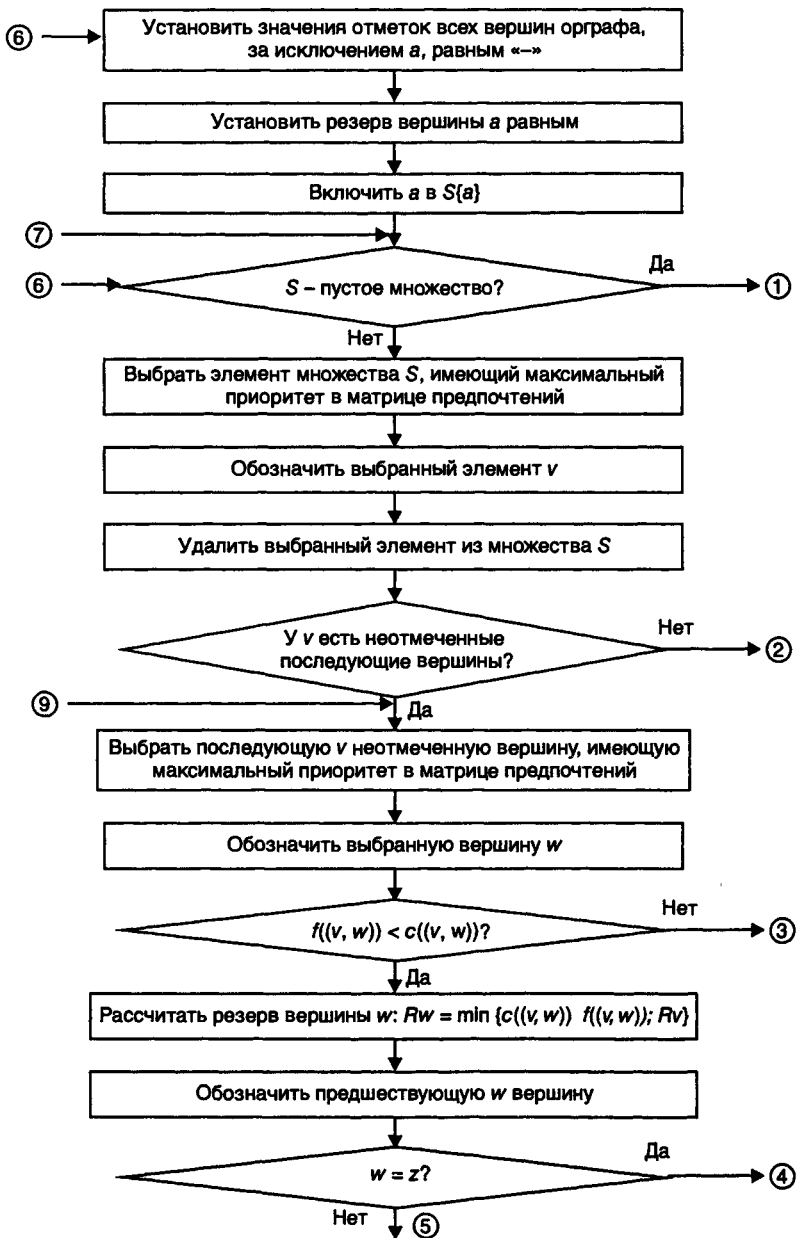 ⑥
Установить значения отметок всех вершин орграфа,
за исключением a, равным «–»
Установить резерв вершины a равным
Включить a в S{a}
⑦
Да
⑥
S – пустое множество?
①
Нет
Выбрать элемент множества S, имеющий максимальный
приоритет в матрице предпочтений
Обозначить выбранный элемент v
Удалить выбранный элемент из множества S
Нет
У v есть неотмеченные
последующие вершины?
②
⑨
Да
Выбрать последующую v неотмеченную вершину, имеющую
максимальный приоритет в матрице предпочтений
Обозначить выбранную вершину w
Нет
f((v, w)) < c((v, w))?
③
Да
Рассчитать резерв вершины w: Rw = min {c((v, w)) f((v, w)); Rv}
Обозначить предшествующую w вершину
Да
w = z?
④
Нет
⑤